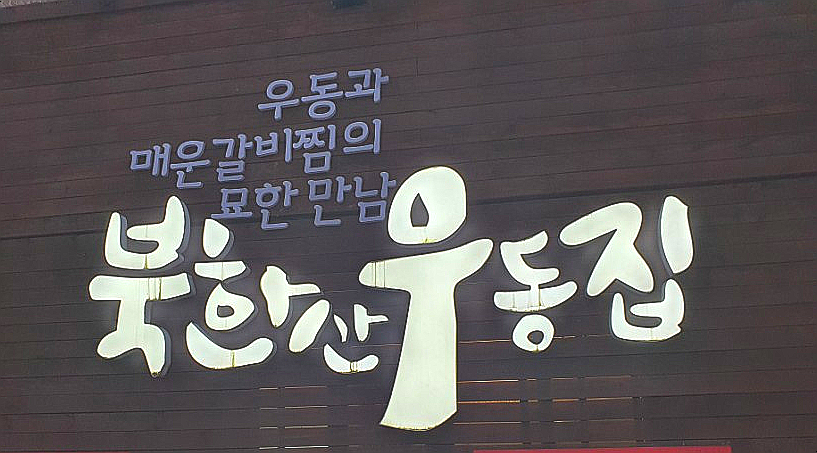 우동과
매운갈비찜의
묘한 만남
북한산우동집